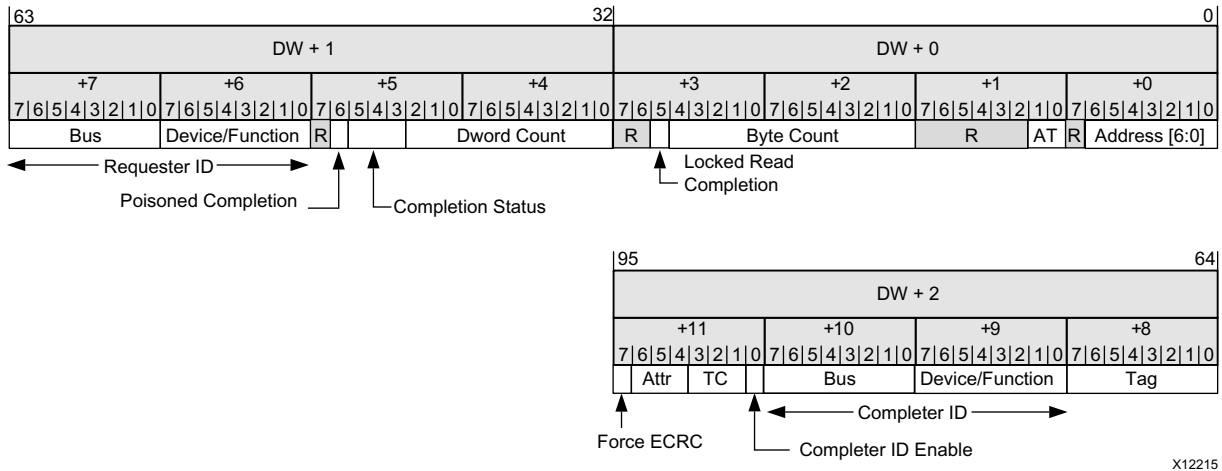 63 32 0
DW + 1 DW + 0
+7 +6 +5 +4 +3 +2 +1 +0
7 6 5 4 3 2 1 0 7 6 5 4 3 2 1 0 7 6 5 4 3 2 1 0 7 6 5 4 3 2 1 0 7 6 5 4 3 2 1 0 7 6 5 4 3 2 1 0 7 6 5 4 3 2 1 0 7 6 5 4 3 2 1 0
Bus Device/Function R Dword Count R Byte Count R AT R Address [6:0]
Requester ID Locked Read
Completion
Poisoned Completion Completion Status
95 64
DW + 2
+11 +10 +9 +8
7 6 5 4 3 2 1 0 7 6 5 4 3 2 1 0 7 6 5 4 3 2 1 0 7 6 5 4 3 2 1 0
Attr TC Bus Device/Function Tag
Completer ID
Force ECRC Completer ID Enable
X12215